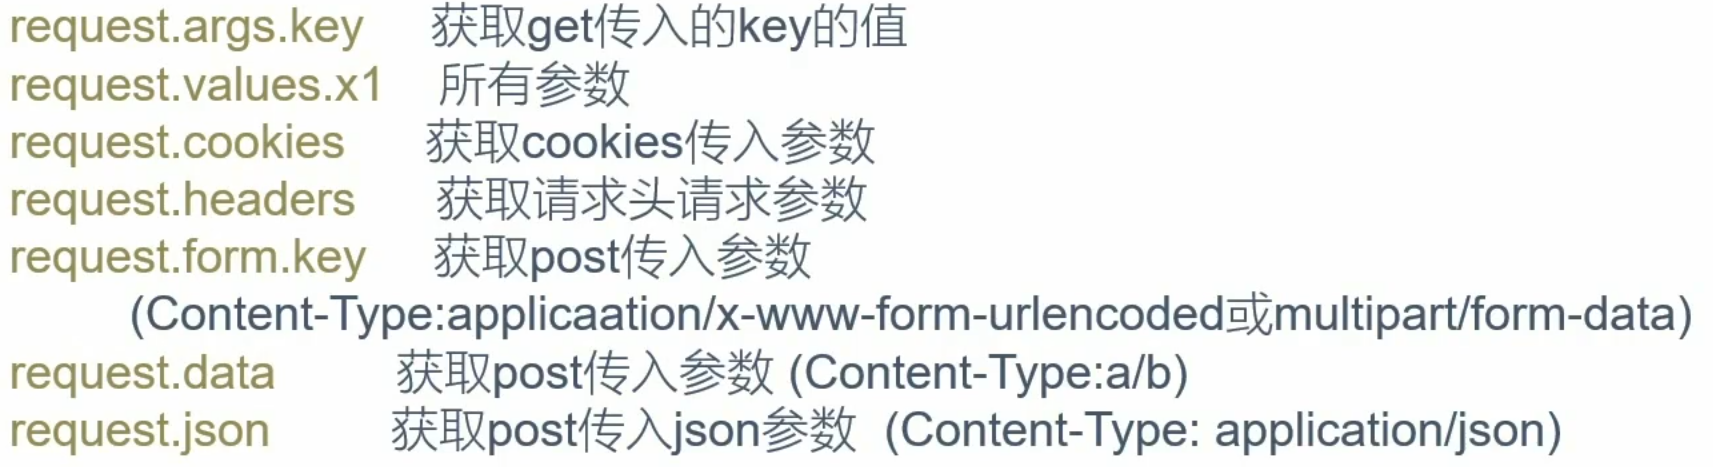 request.args.key 获取get传入的key的值
request.values.x1 所有参数
request.cookies 获取cookies传入参数
request.headers 获取请求头请求参数
request.form.key 获取post传入参数
(Content-Type:applicaation/x-www-form-urlencoded或multipart/form-data)
request.data 获取post传入参数 (Content-Type:a/b)
request.json 获取post传入json参数 (Content-Type: application/json)